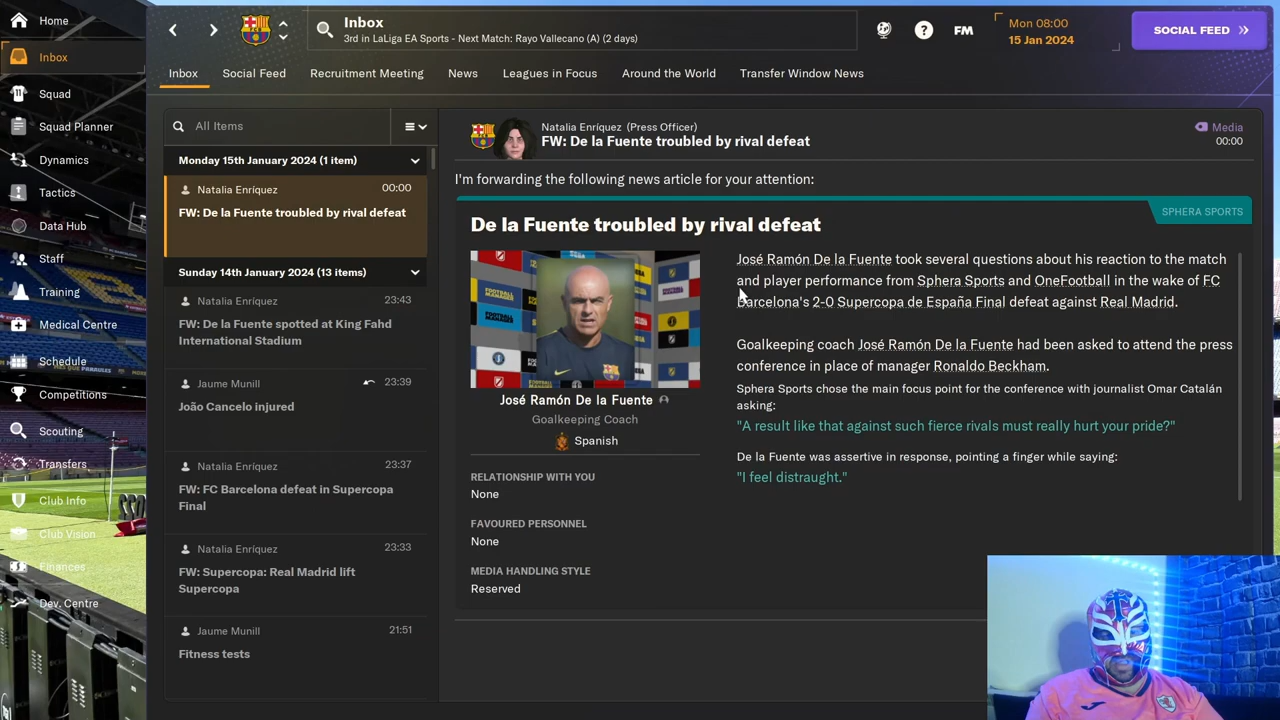 Home
Inbox
Squad
Squad Planner
Dynamics
Tactics
Data Hub
Staff
Training
Medical Centre
Schedule
Competitions
Scouting
Transfers
Club Info
Club Vision
Finances
Dev. Centre
Inbox
3rd in LaLiga EA Sports - Next Match: Rayo Vallecano (A) (2 days)
FM
Mon 08:00
15 Jan 2024
SOCIAL FEED
Inbox
Social Feed
Recruitment Meeting
News
Leagues in Focus
Around the World
Transfer Window News
All Items
Monday 15th January 2024 (1 item)
Natalia Enríquez 00:00
FW: De la Fuente troubled by rival defeat
Sunday 14th January 2024 (13 items)
Natalia Enríquez 23:43
FW: De la Fuente spotted at King Fahd
International Stadium
Jaume Munill 23:39
João Cancelo injured
Natalia Enríquez 23:37
FW: FC Barcelona defeat in Supercopa
Final
Natalia Enríquez 23:33
FW: Supercopa: Real Madrid lift
Supercopa
Jaume Munill 21:51
Fitness tests
Natalia Enríquez (Press Officer)
FW: De la Fuente troubled by rival defeat
Media
00:00
I'm forwarding the following news article for your attention:
SPHERA SPORTS
De la Fuente troubled by rival defeat
José Ramón De la Fuente
Goalkeeping Coach
Spanish
RELATIONSHIP WITH YOU
None
FAVOURED PERSONNEL
None
MEDIA HANDLING STYLE
Reserved
José Ramón De la Fuente took several questions about his reaction to the match
and player performance from Sphera Sports and OneFootball in the wake of FC
Barcelona's 2-0 Supercopa de España Final defeat against Real Madrid.
Goalkeeping coach José Ramón De la Fuente had been asked to attend the press
conference in place of manager Ronaldo Beckham.
Sphera Sports chose the main focus point for the conference with journalist Omar Catalán
asking:
"A result like that against such fierce rivals must really hurt your pride?"
De la Fuente was assertive in response, pointing a finger while saying:
"I feel distraught."